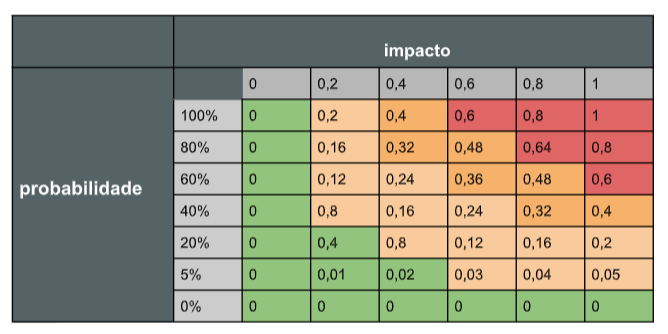 impacto
0 0,2 0,4 0,6 0,8 1
100% 0 0,2 0,4 0,6 0,8 1
80% 0 0,16 0,32 0,48 0,64 0,8
probabilidade
60% 0 0,12 0,24 0,36 0,48 0,6
40% 0 0,8 0,16 0,24 0,32 0,4
20% 0 0,4 0,8 0,12 0,16 0,2
5% 0 0,01 0,02 0,03 0,04 0,05
0% 0 0 0 0 0 0